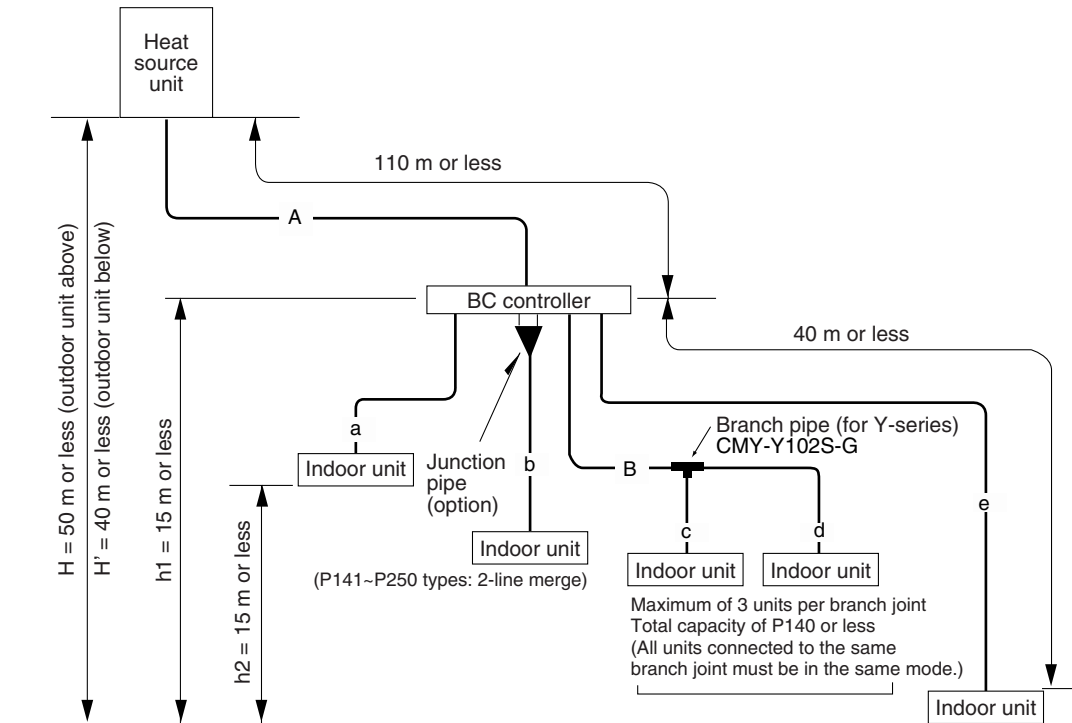 Heat
source
unit
110 m or less
A
H = 50 m or less (outdoor unit above)
H' = 40 m or less (outdoor unit below)
h1 = 15 m or less
h2 = 15 m or less
BC controller
40 m or less
a
Indoor unit
Junction
pipe
(option)
b
Indoor unit
(P141~P250 types: 2-line merge)
Branch pipe (for Y-series)
CMY-Y102S-G
B
c
d
e
Indoor unit
Indoor unit
Maximum of 3 units per branch joint
Total capacity of P140 or less
(All units connected to the same
branch joint must be in the same mode.)
Indoor unit